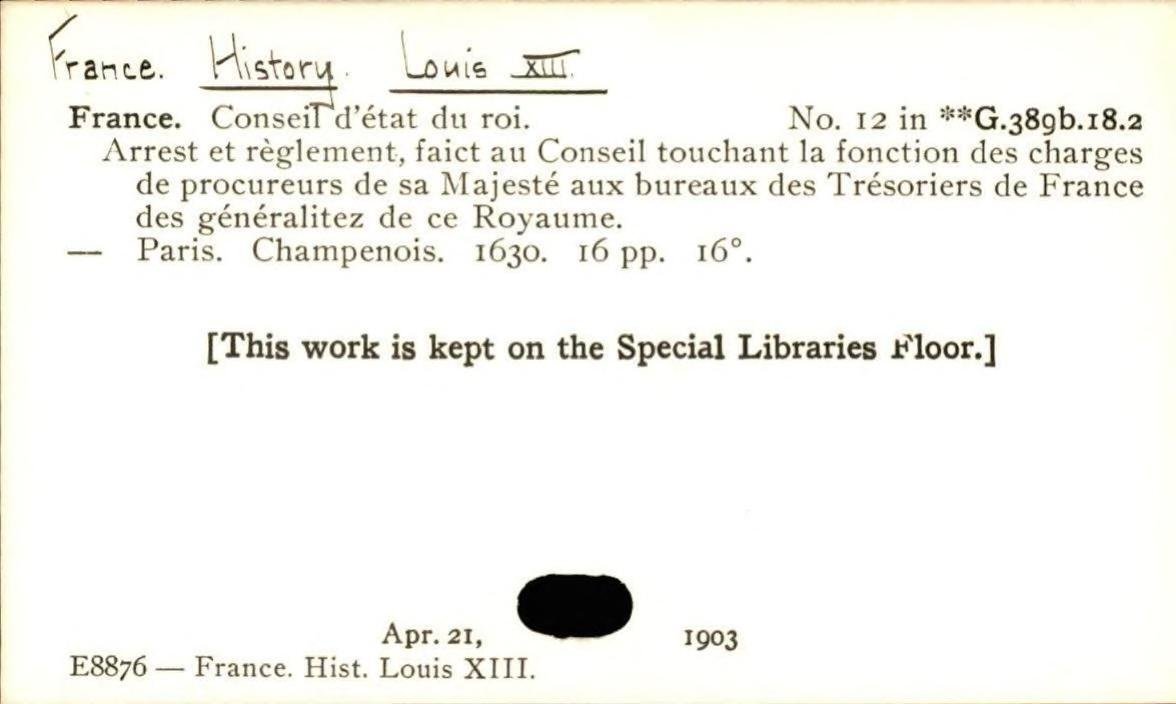 France. History. Louis XIII.
France. Conseil d'état du roi. No. 12 in **G.389b.18.2
Arrest et règlement, faict au Conseil touchant la fonction des charges
de procureurs de sa Majesté aux bureaux des Trésoriers de France
des généralitez de ce Royaume.
— Paris. Champenois. 1630. 16 pp. 16°.
[This work is kept on the Special Libraries Floor.]
Apr. 21, 1903
E8876 — France. Hist. Louis XIII.